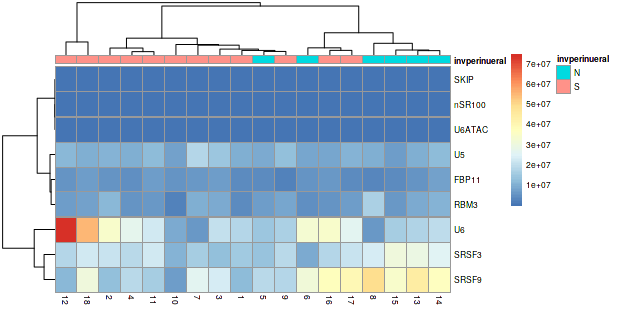 invperinueral
SKIP
nSR100
U6ATAC
U5
FBP11
RBM3
U6
SRSF3
SRSF9
12 18 2 4 11 10 7 3 1 5 9 6 16 17 8 15 13 14
7e+07
6e+07
5e+07
4e+07
3e+07
2e+07
1e+07
invperinueral
N
S